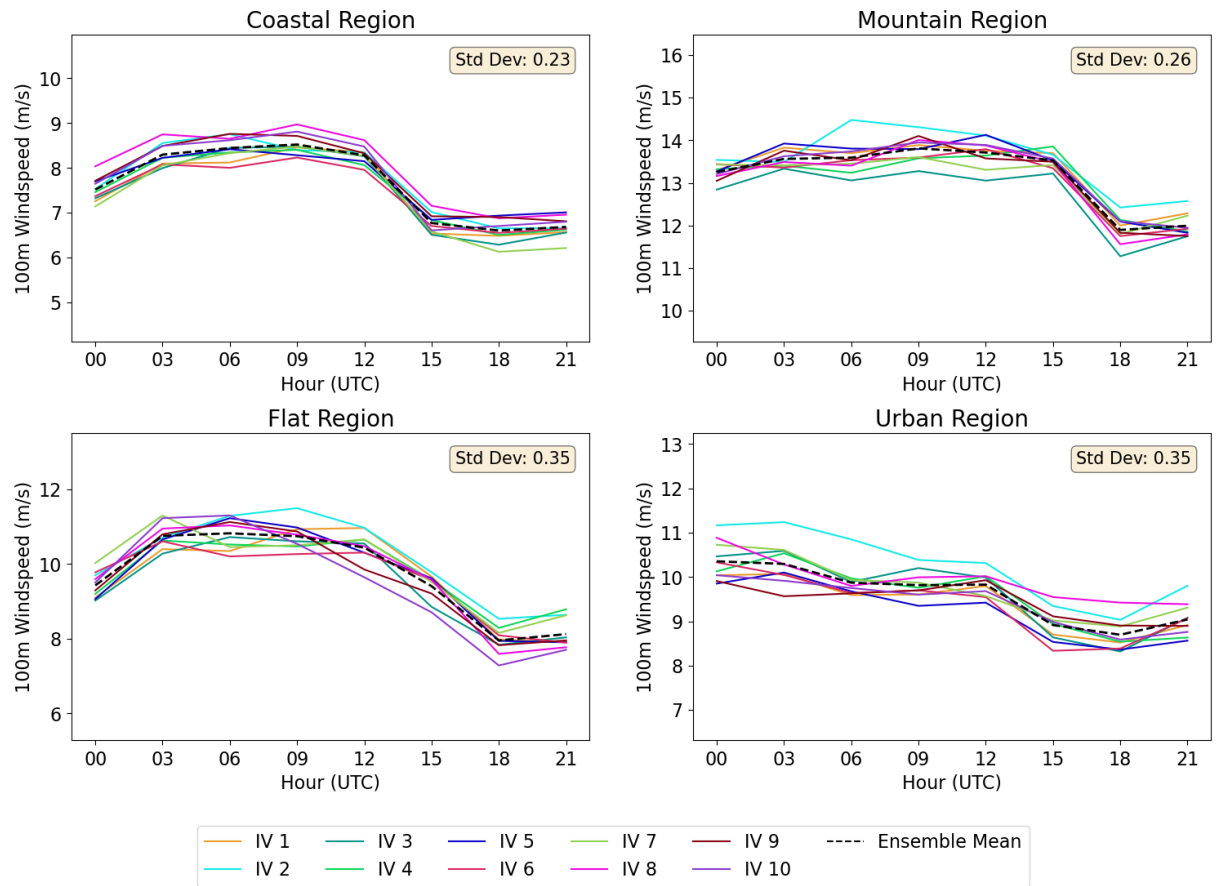 Coastal Region
Std Dev: 0.23
100m Windspeed (m/s)
10
9
8
7
6
5
00 03 06 09 12 15 18 21
Hour (UTC)
Mountain Region
Std Dev: 0.26
100m Windspeed (m/s)
16
15
14
13
12
11
10
00 03 06 09 12 15 18 21
Hour (UTC)
Flat Region
Std Dev: 0.35
100m Windspeed (m/s)
12
10
8
6
00 03 06 09 12 15 18 21
Hour (UTC)
Urban Region
Std Dev: 0.35
100m Windspeed (m/s)
13
12
11
10
9
8
7
00 03 06 09 12 15 18 21
Hour (UTC)
IV 1 IV 3 IV 5 IV 7 IV 9 Ensemble Mean
IV 2 IV 4 IV 6 IV 8 IV 10